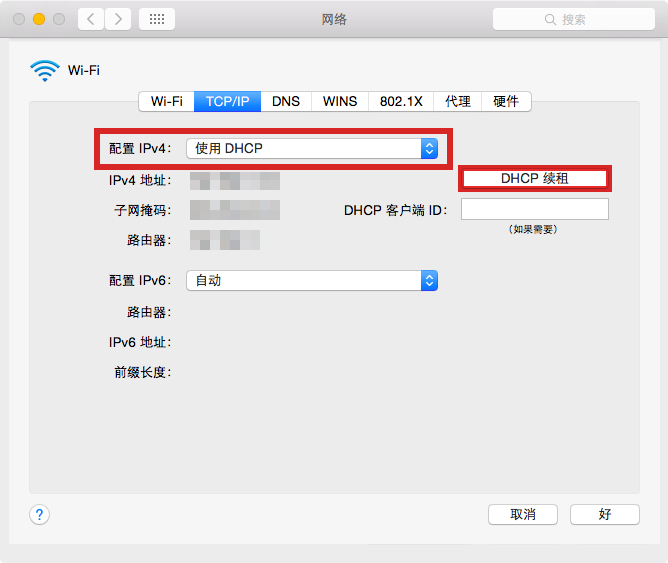 网络
搜索
Wi-Fi
Wi-Fi TCP/IP DNS WINS 802.1X 代理 硬件
配置 IPv4: 使用 DHCP
IPv4 地址: DHCP 续租
子网掩码: DHCP 客户端 ID:
(如果需要)
路由器:
配置 IPv6: 自动
路由器:
IPv6 地址:
前缀长度:
? 取消 好